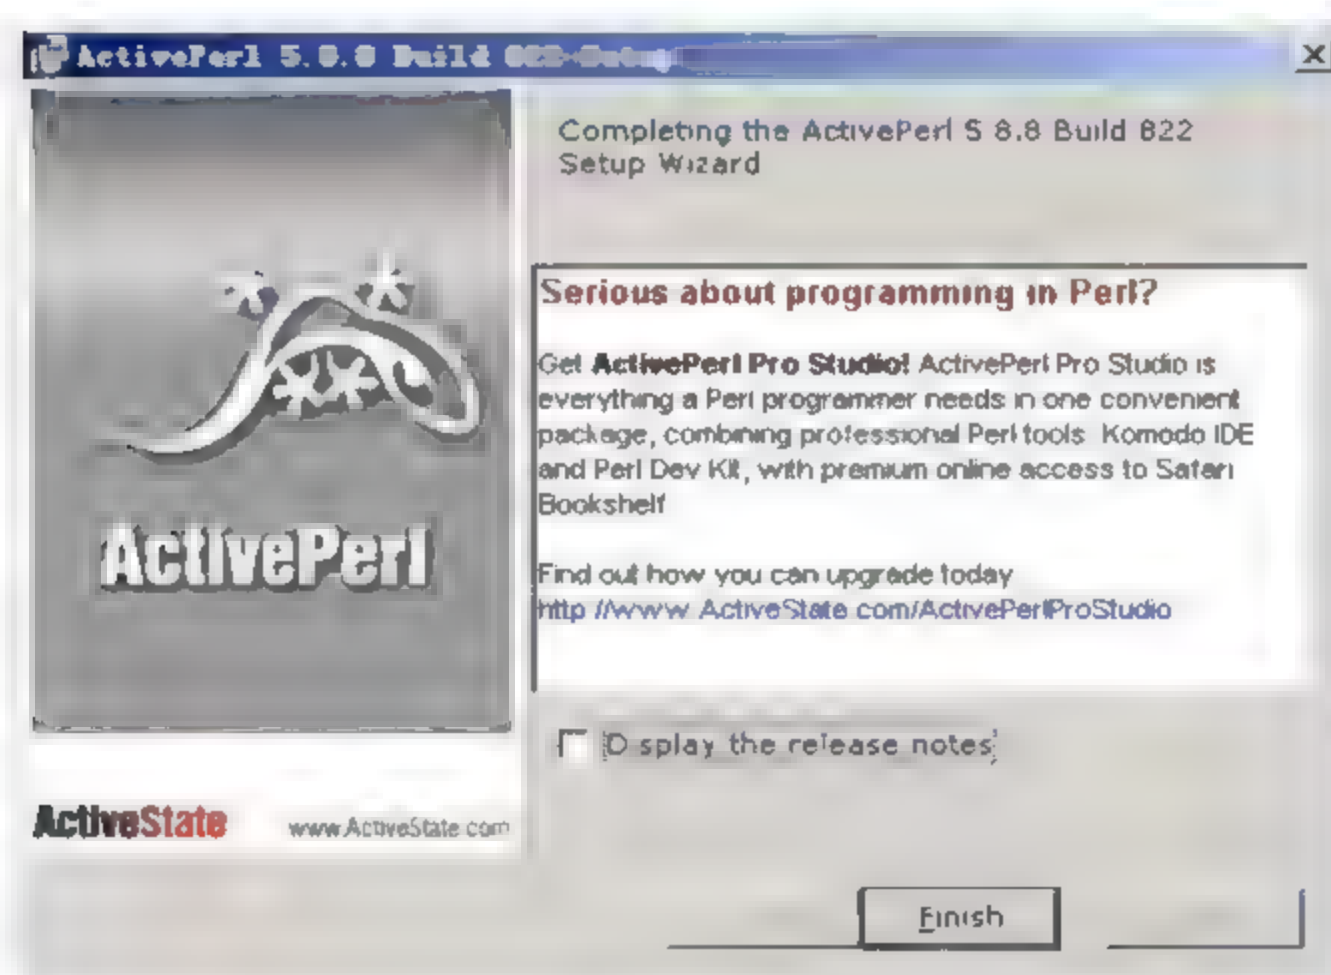 ActivePerl 5.8.8 Build 822 Setup
Completing the ActivePerl 5 8.8 Build 822
Setup Wizard
Serious about programming in Perl?
Get ActivePerl Pro Studio! ActivePerl Pro Studio is
everything a Perl programmer needs in one convenient
package, combining professional Perl tools Komodo IDE
and Perl Dev Kit, with premium online access to Safari
Bookshelf
Find out how you can upgrade today
http //www ActiveState com/ActivePerlProStudio
ActivePerl
Display the release notes
ActiveState www.ActiveState.com
Finish